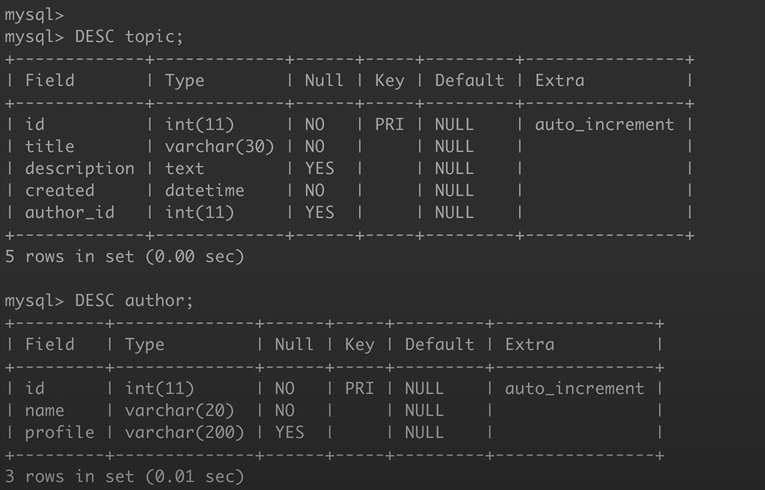 mysql>
mysql> DESC topic;
+-------------+-------------+------+-----+---------+----------------+
| Field       | Type        | Null | Key | Default | Extra          |
+-------------+-------------+------+-----+---------+----------------+
| id          | int(11)     | NO   | PRI | NULL    | auto_increment |
| title       | varchar(30) | NO   |     | NULL    |                |
| description | text        | YES  |     | NULL    |                |
| created     | datetime    | NO   |     | NULL    |                |
| author_id   | int(11)     | YES  |     | NULL    |                |
+-------------+-------------+------+-----+---------+----------------+
5 rows in set (0.00 sec)

mysql> DESC author;
+---------+--------------+------+-----+---------+----------------+
| Field   | Type         | Null | Key | Default | Extra          |
+---------+--------------+------+-----+---------+----------------+
| id      | int(11)      | NO   | PRI | NULL    | auto_increment |
| name    | varchar(20)  | NO   |     | NULL    |                |
| profile | varchar(200) | YES  |     | NULL    |                |
+---------+--------------+------+-----+---------+----------------+
3 rows in set (0.01 sec)